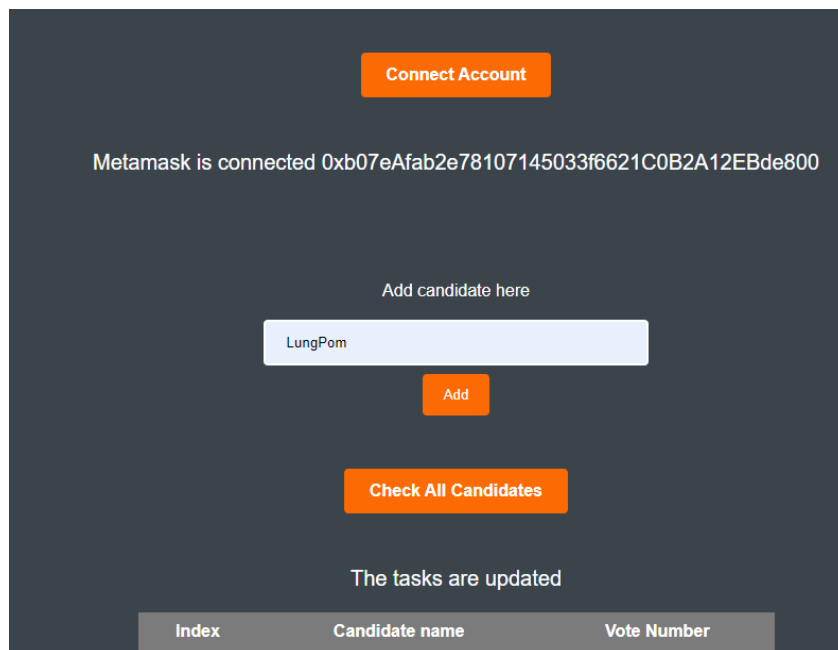 Connect Account
Metamask is connected 0xb07eAfab2e78107145033f6621C0B2A12EBde800
Add candidate here
LungPom
Add
Check All Candidates
The tasks are updated
Index Candidate name Vote Number